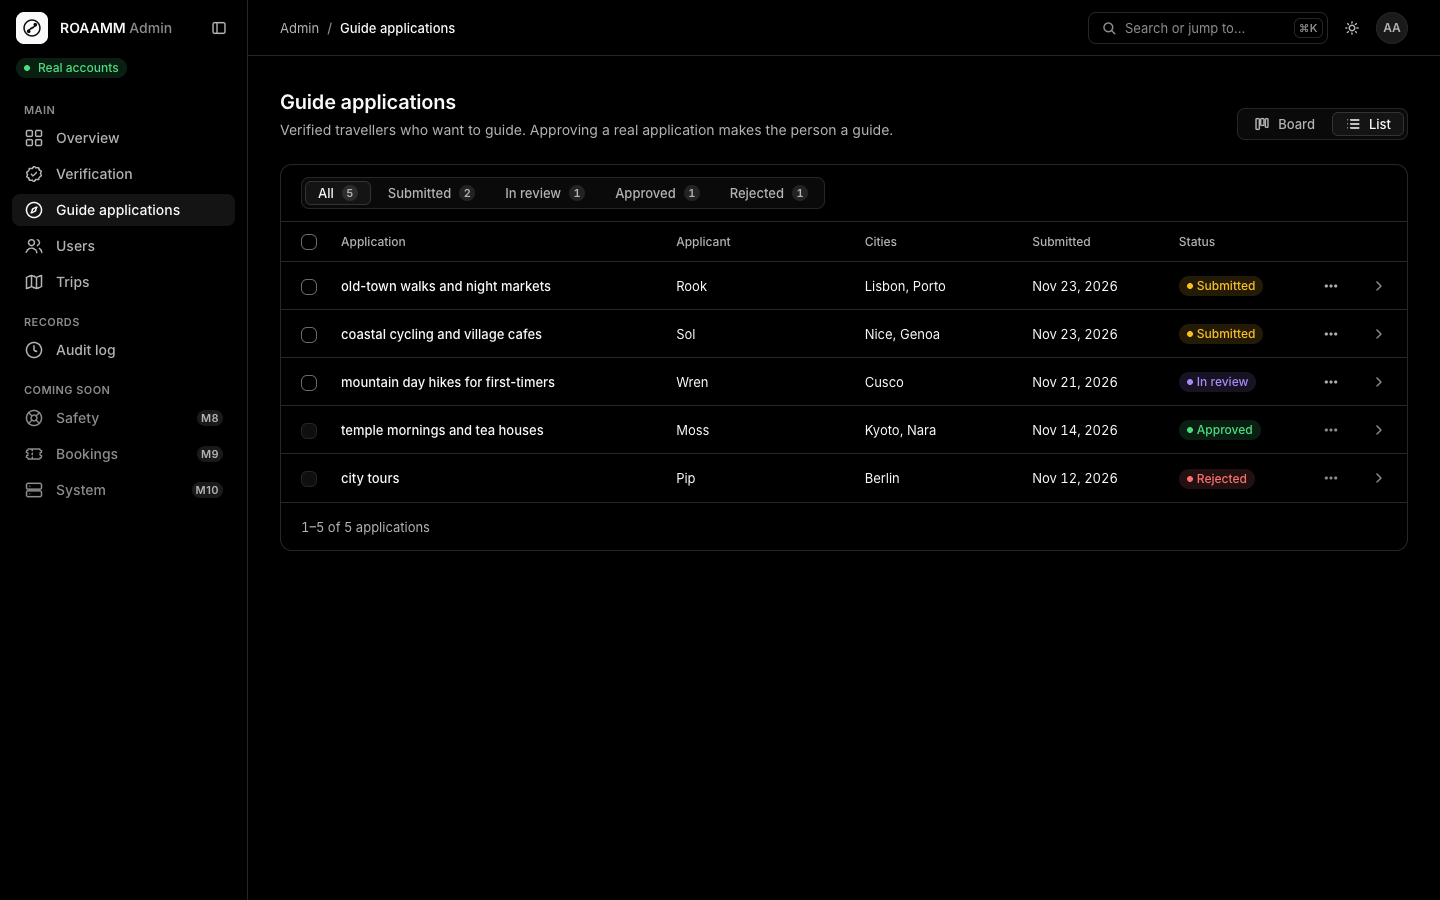 ROAAMM Admin
Real accounts
MAIN
Overview
Verification
Guide applications
Users
Trips
RECORDS
Audit log
COMING SOON
Safety M8
Bookings M9
System M10
Admin / Guide applications
Search or jump to... ⌘K
AA
Guide applications
Verified travellers who want to guide. Approving a real application makes the person a guide.
Board List
All 5 Submitted 2 In review 1 Approved 1 Rejected 1
Application Applicant Cities Submitted Status
old-town walks and night markets Rook Lisbon, Porto Nov 23, 2026 Submitted
coastal cycling and village cafes Sol Nice, Genoa Nov 23, 2026 Submitted
mountain day hikes for first-timers Wren Cusco Nov 21, 2026 In review
temple mornings and tea houses Moss Kyoto, Nara Nov 14, 2026 Approved
city tours Pip Berlin Nov 12, 2026 Rejected
1–5 of 5 applications